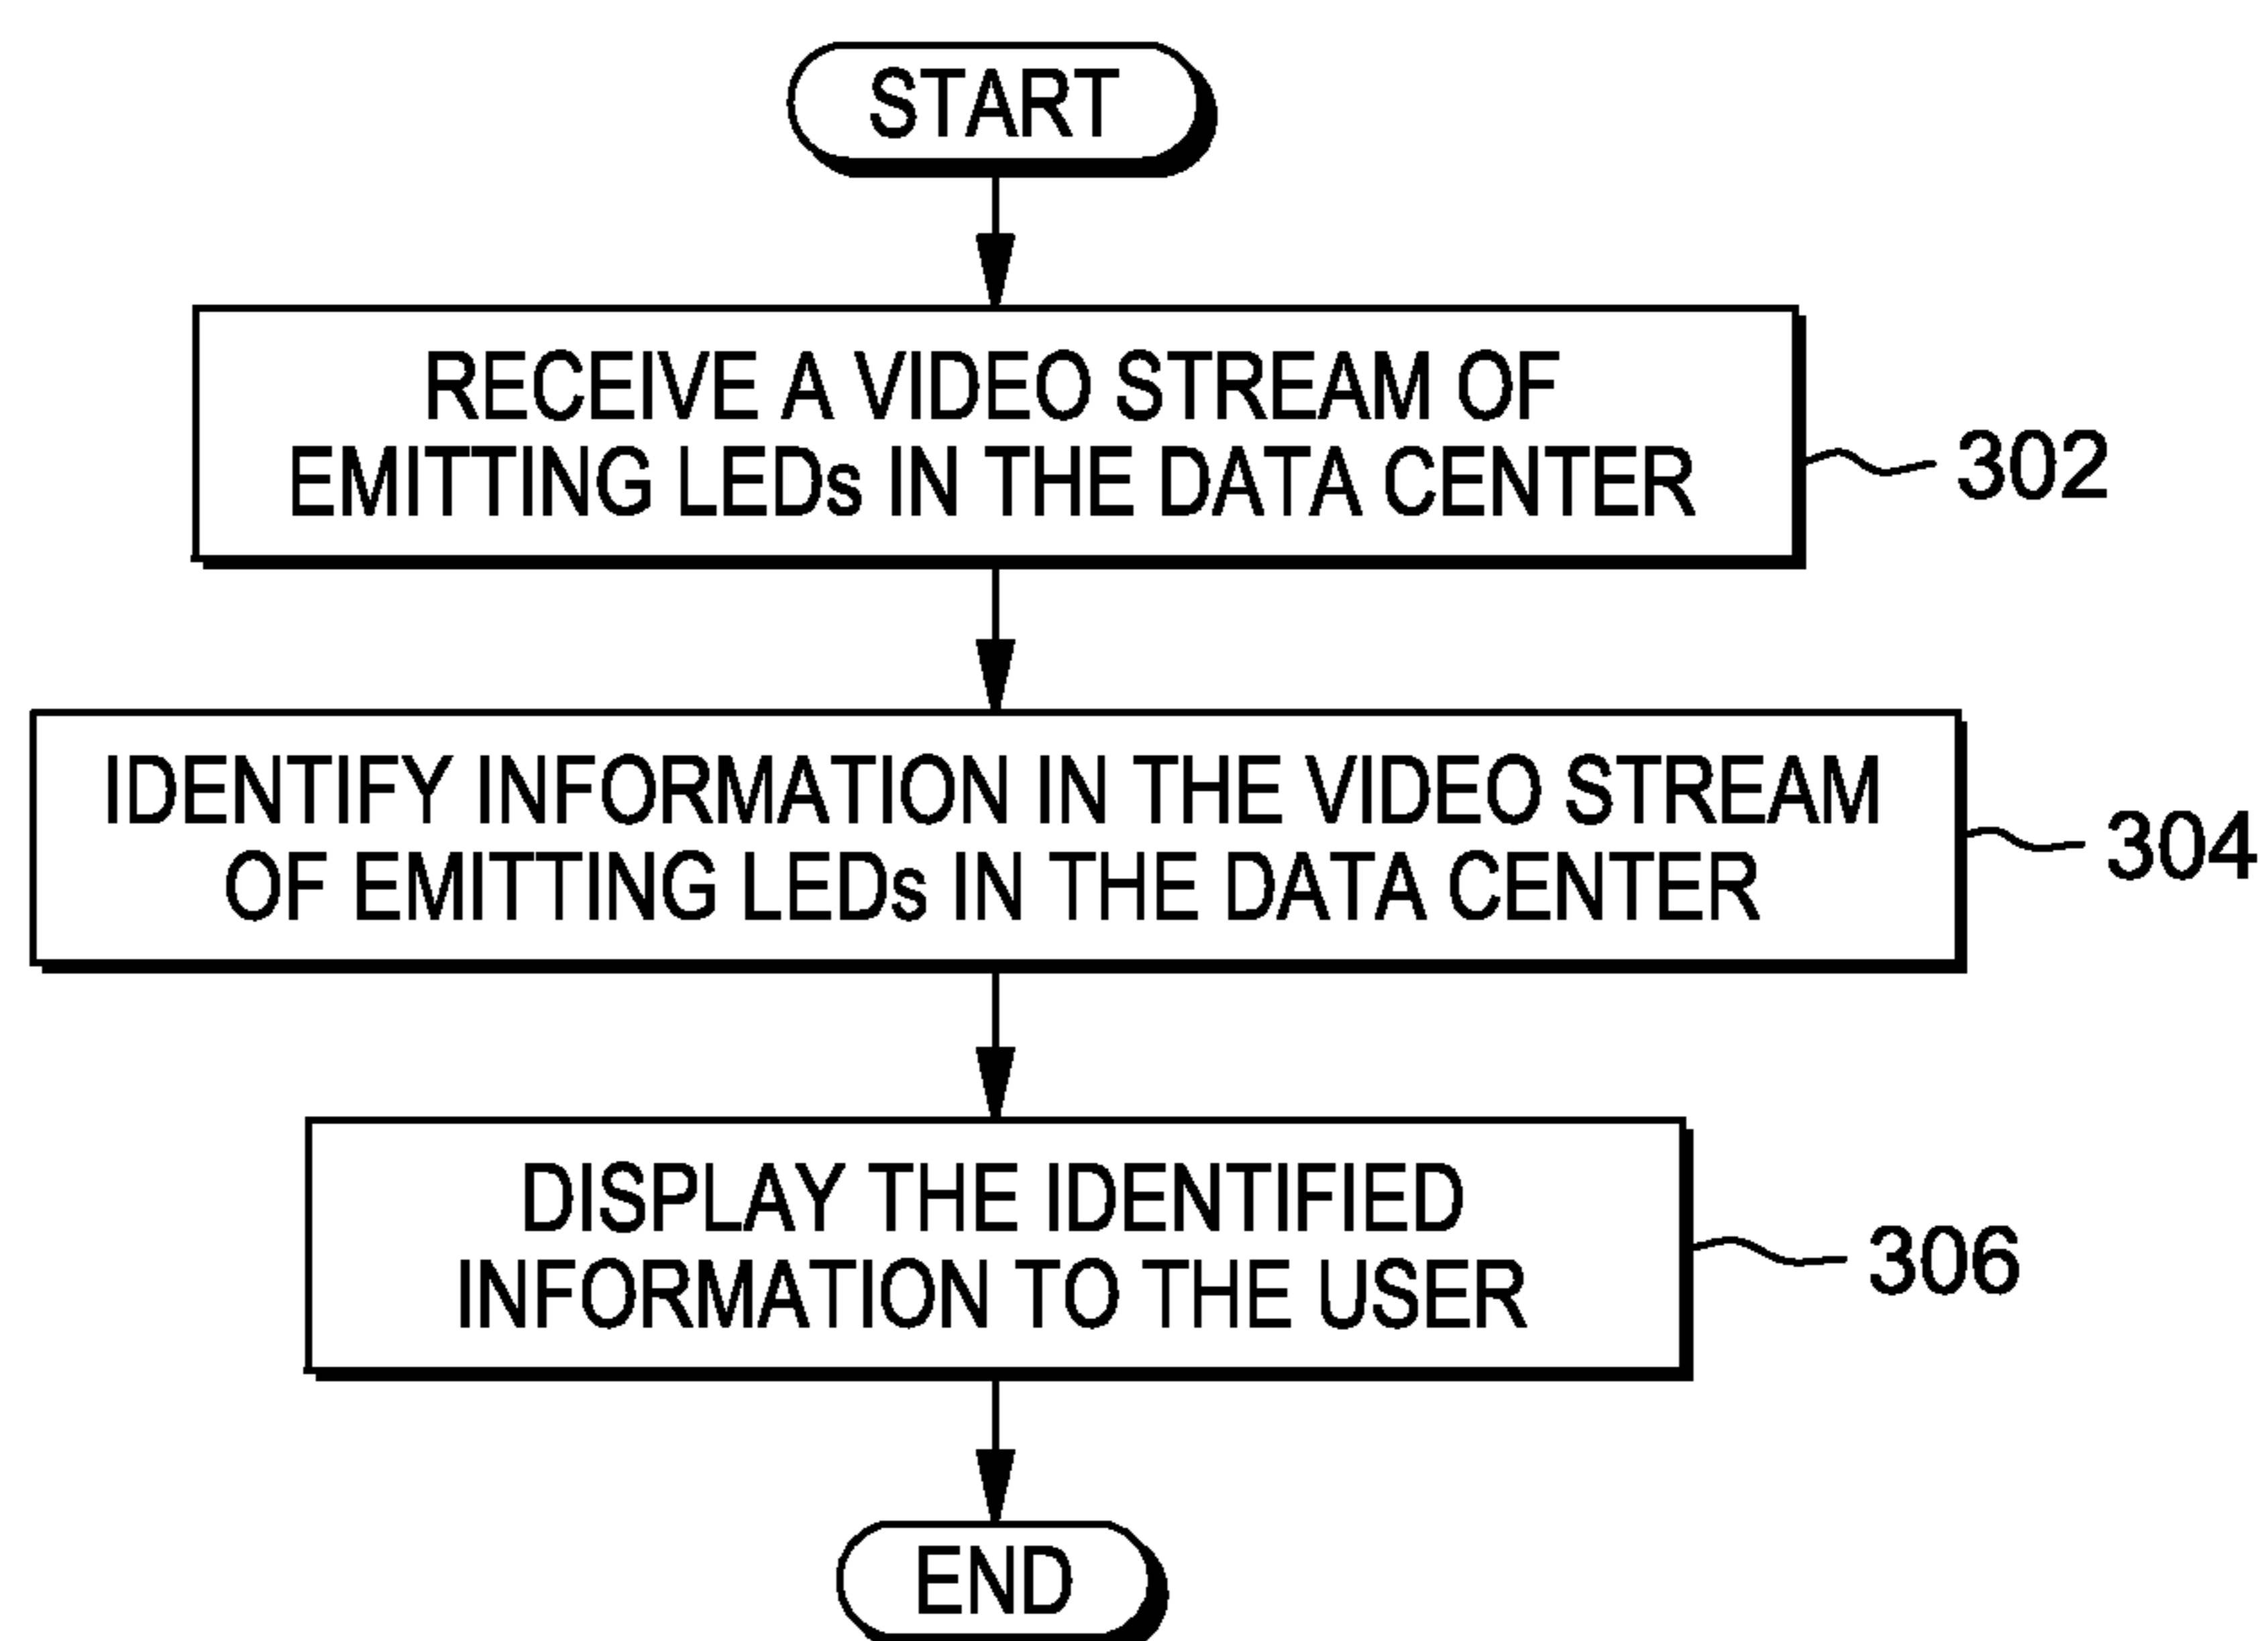 START
RECEIVE A VIDEO STREAM OF
EMITTING LEDs IN THE DATA CENTER
302
IDENTIFY INFORMATION IN THE VIDEO STREAM
OF EMITTING LEDs IN THE DATA CENTER
304
DISPLAY THE IDENTIFIED
INFORMATION TO THE USER
306
END